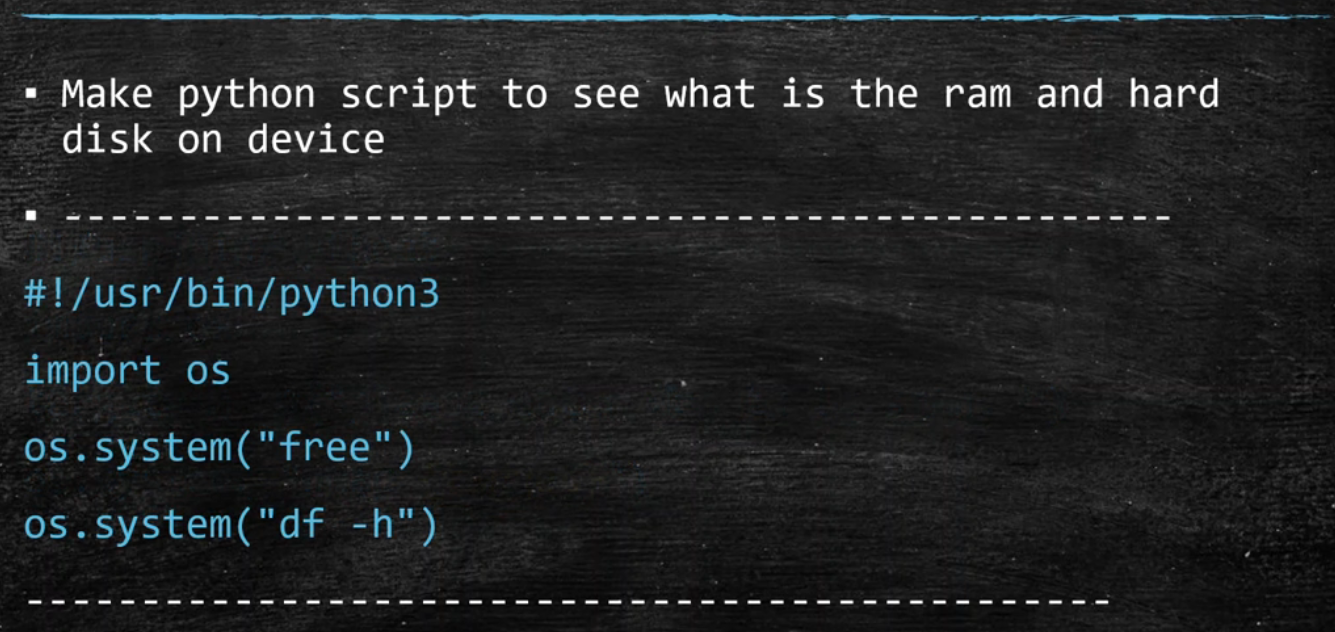 ▪ Make python script to see what is the ram and hard
disk on device
▪ ------------------------------------------------
#!/usr/bin/python3
import os
os.system("free")
os.system("df -h")
-----------------------------------------------